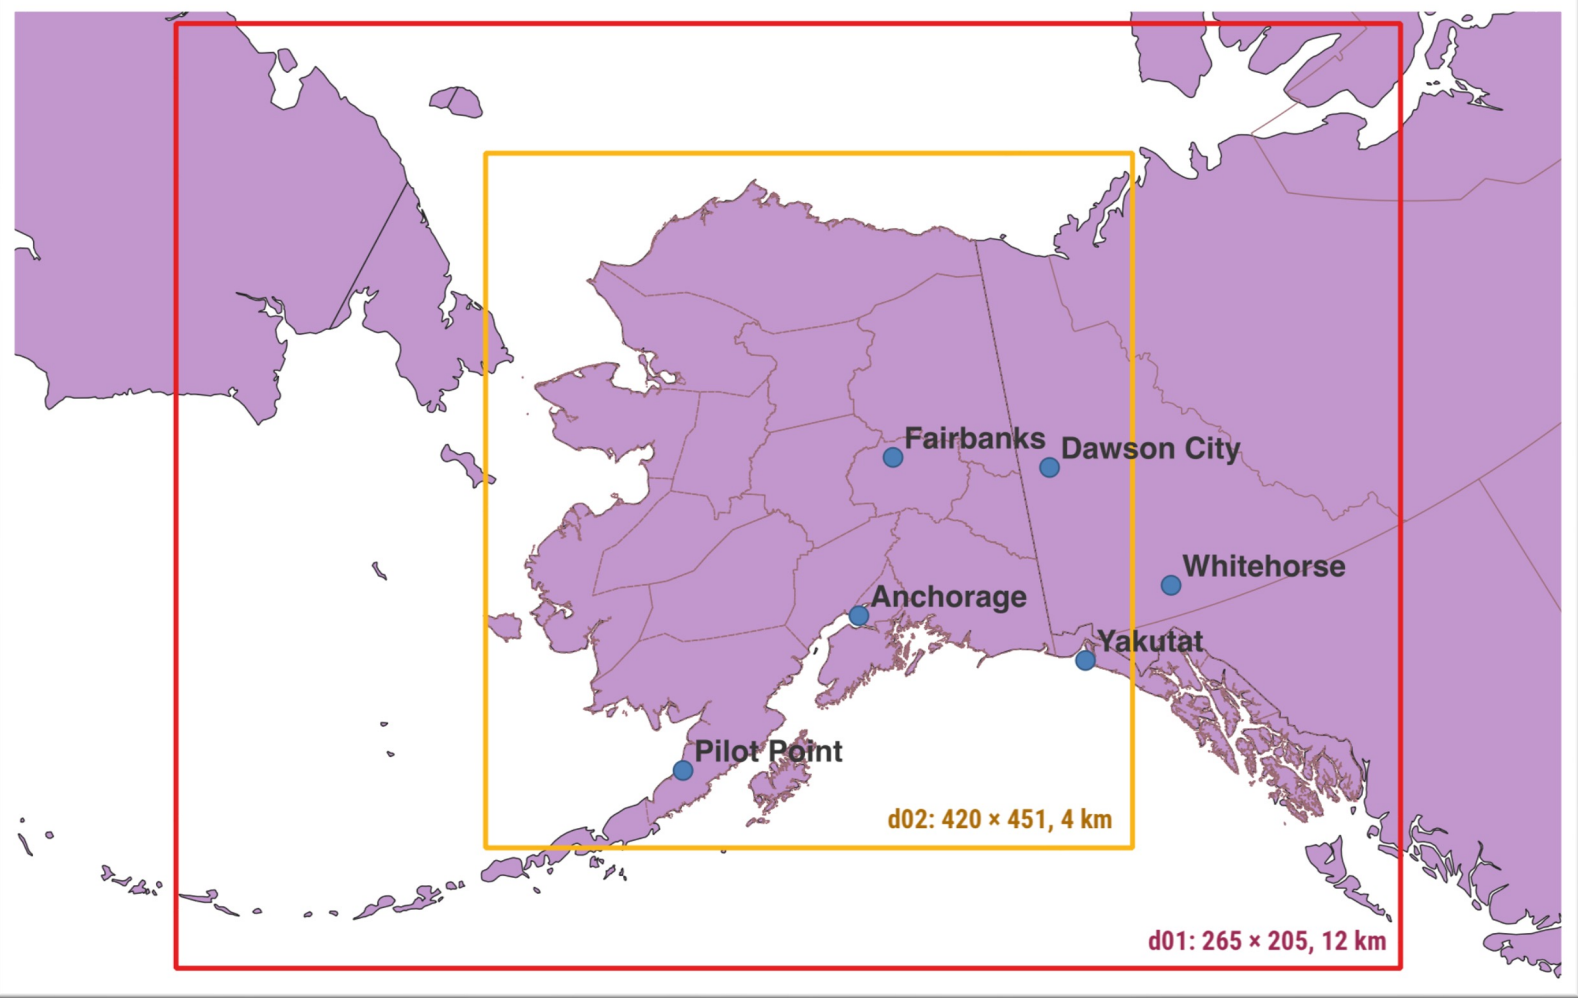 Fairbanks
Dawson City
Whitehorse
Anchorage
Yakutat
Pilot Point
d02: 420 × 451, 4 km
d01: 265 × 205, 12 km